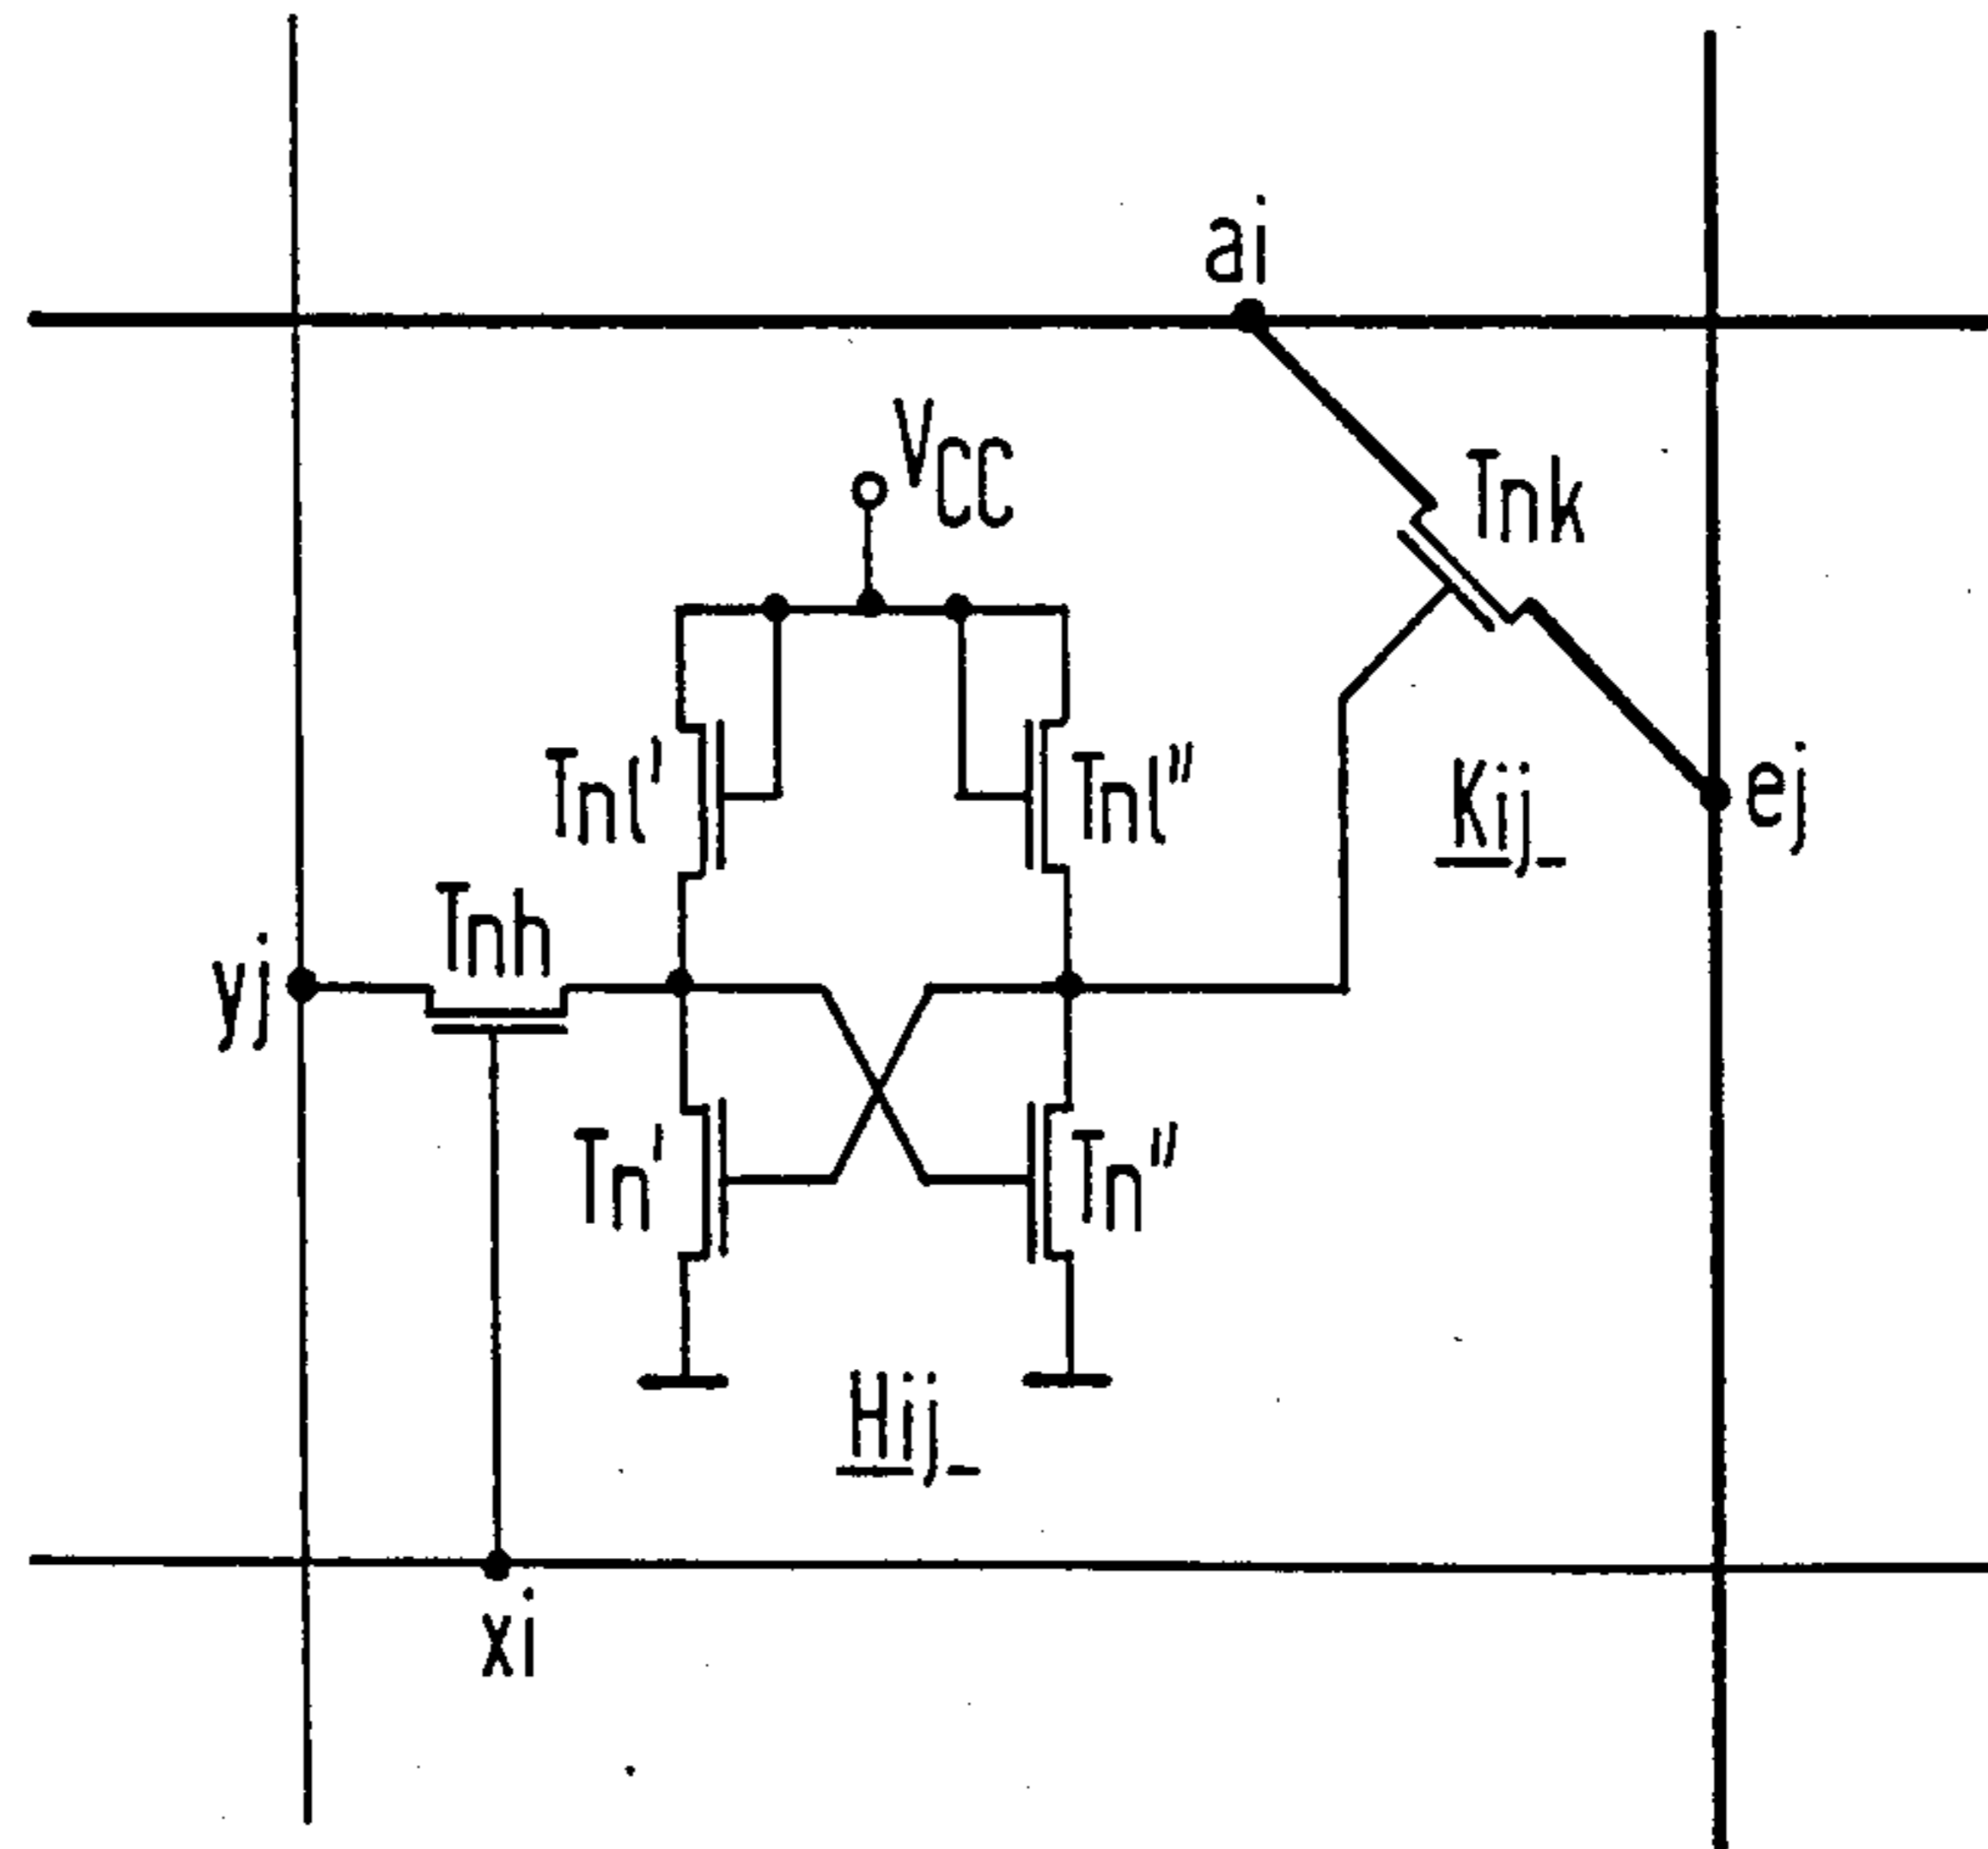 ai
VCC
Tnk
Tnl' Tnl"
Kij
ej
Tnh
yj
Tn' Tn"
Hij
xi